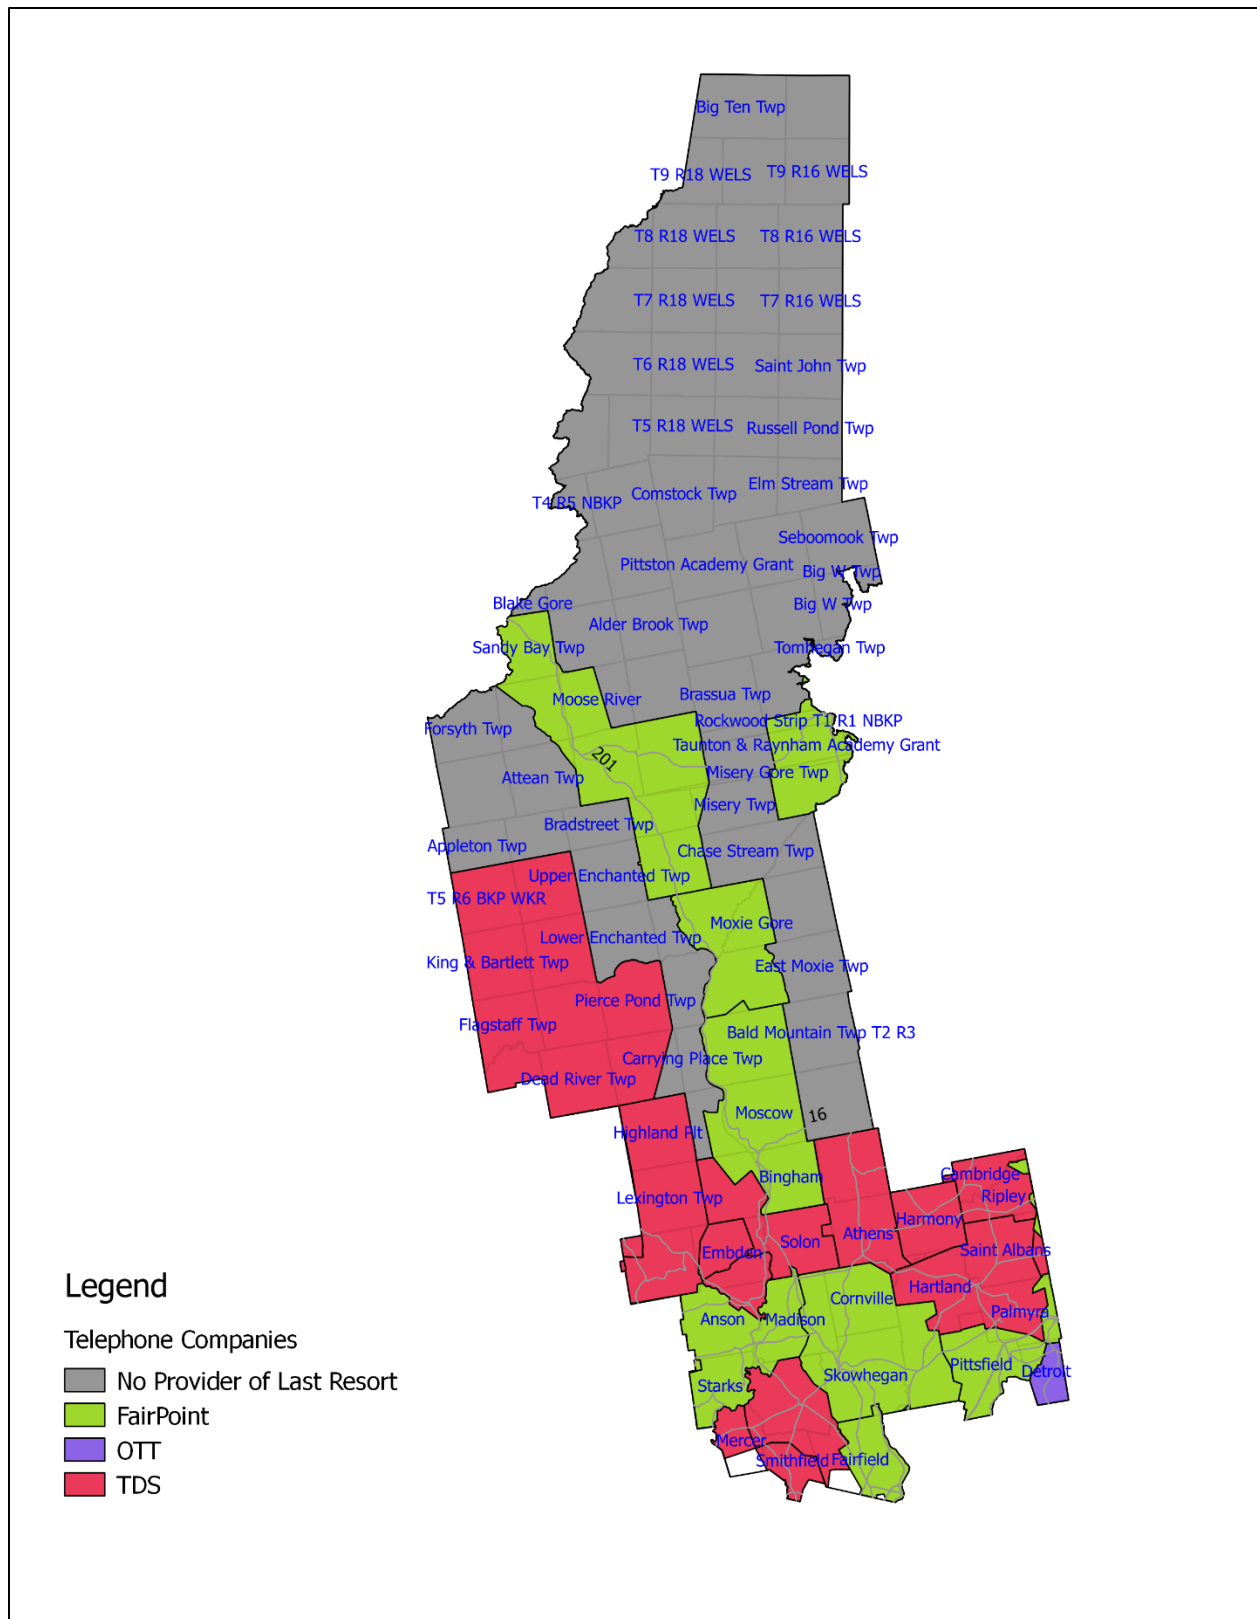 Big Ten Twp
T9 R18 WELS
T9 R16 WELS
T8 R18 WELS
T8 R16 WELS
T7 R18 WELS
T7 R16 WELS
T6 R18 WELS
Saint John Twp
T5 R18 WELS
Russell Pond Twp
Elm Stream Twp
Comstock Twp
T4 R5 NBKP
Seboomook Twp
Pittston Academy Grant
Big W Twp
Blake Gore
Big W Twp
Alder Brook Twp
Sandy Bay Twp
Tomhegan Twp
Brassua Twp
Moose River
Rockwood Strip T1 R1 NBKP
Forsyth Twp
Taunton & Raynham Academy Grant
201
Misery Gore Twp
Attean Twp
Misery Twp
Bradstreet Twp
Appleton Twp
Chase Stream Twp
Upper Enchanted Twp
T5 R6 BKP WKR
Moxie Gore
Lower Enchanted Twp
King & Bartlett Twp
East Moxie Twp
Pierce Pond Twp
Flagstaff Twp
Bald Mountain Twp T2 R3
Carrying Place Twp
Dead River Twp
Moscow
16
Highland Plt
Bingham
Cambridge
Lexington Twp
Ripley
Harmony
Athens
Solon
Embden
Saint Albans
Hartland
Cornville
Palmyra
Anson
Madison
Pittsfield
Detroit
Skowhegan
Starks
Mercer
Smithfield
Fairfield
Legend
Telephone Companies
No Provider of Last Resort
FairPoint
OTT
TDS